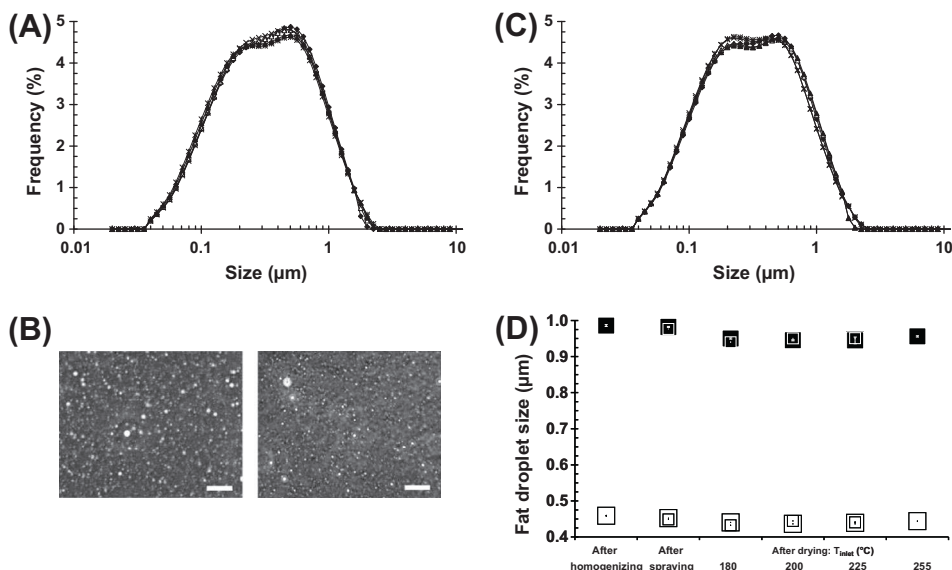 (A)
5
4
3
2
1
0
Frequency (%)
0.01 0.1 1 10
Size (µm)
(C)
5
4
3
2
1
0
Frequency (%)
0.01 0.1 1 10
Size (µm)
(B)
(D)
1.0
0.9
0.8
0.7
0.6
0.5
0.4
Fat droplet size (µm)
After After After drying: Tinlet (°C)
homogenizing spraying 180 200 225 255